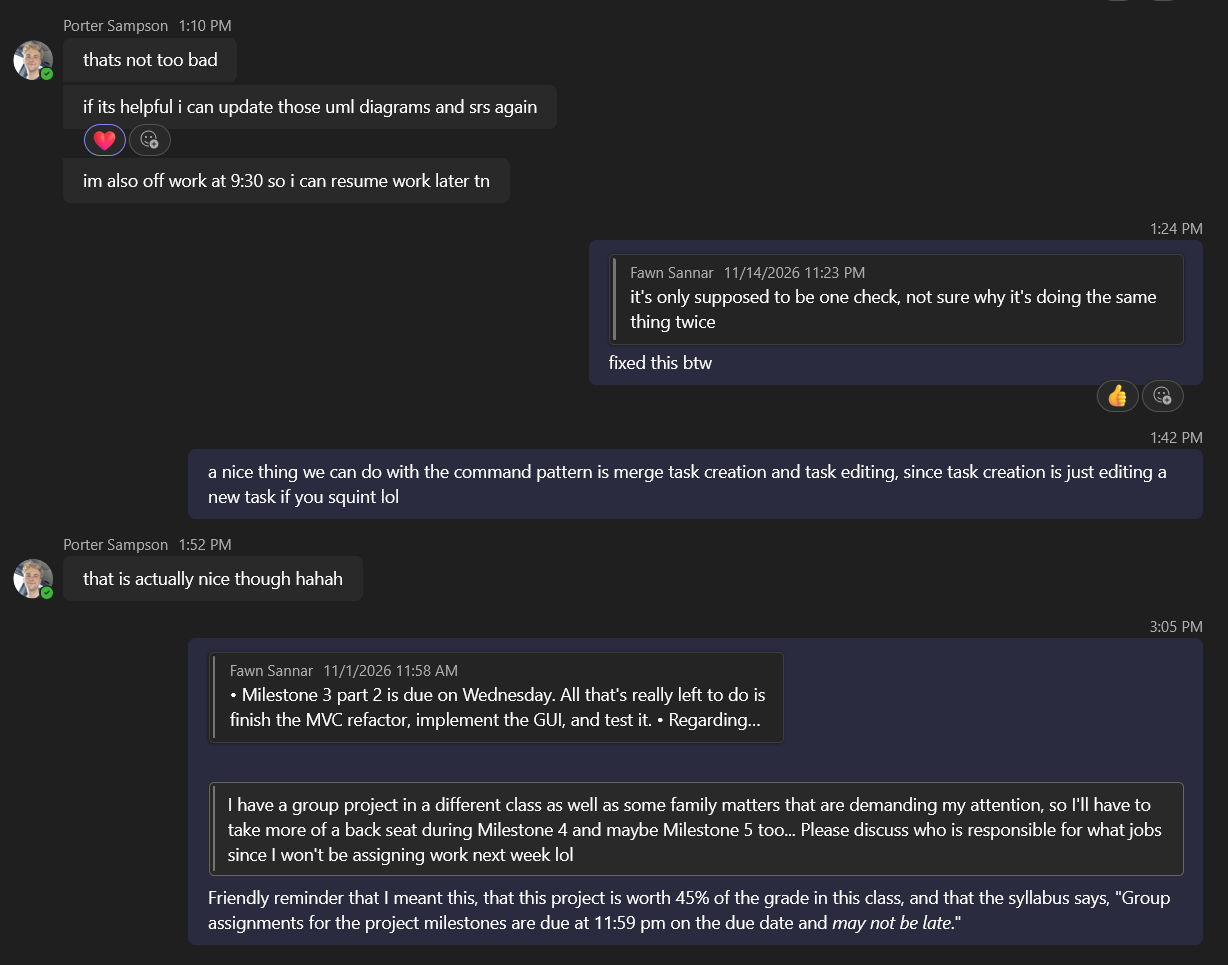 Porter Sampson 1:10 PM
thats not too bad
if its helpful i can update those uml diagrams and srs again
im also off work at 9:30 so i can resume work later tn
1:24 PM
Fawn Sannar 11/14/2026 11:23 PM
it's only supposed to be one check, not sure why it's doing the same
thing twice
fixed this btw
1:42 PM
a nice thing we can do with the command pattern is merge task creation and task editing, since task creation is just editing a
new task if you squint lol
Porter Sampson 1:52 PM
that is actually nice though hahah
3:05 PM
Fawn Sannar 11/1/2026 11:58 AM
• Milestone 3 part 2 is due on Wednesday. All that's really left to do is
finish the MVC refactor, implement the GUI, and test it. • Regarding...
I have a group project in a different class as well as some family matters that are demanding my attention, so I'll have to
take more of a back seat during Milestone 4 and maybe Milestone 5 too... Please discuss who is responsible for what jobs
since I won't be assigning work next week lol
Friendly reminder that I meant this, that this project is worth 45% of the grade in this class, and that the syllabus says, "Group
assignments for the project milestones are due at 11:59 pm on the due date and may not be late."